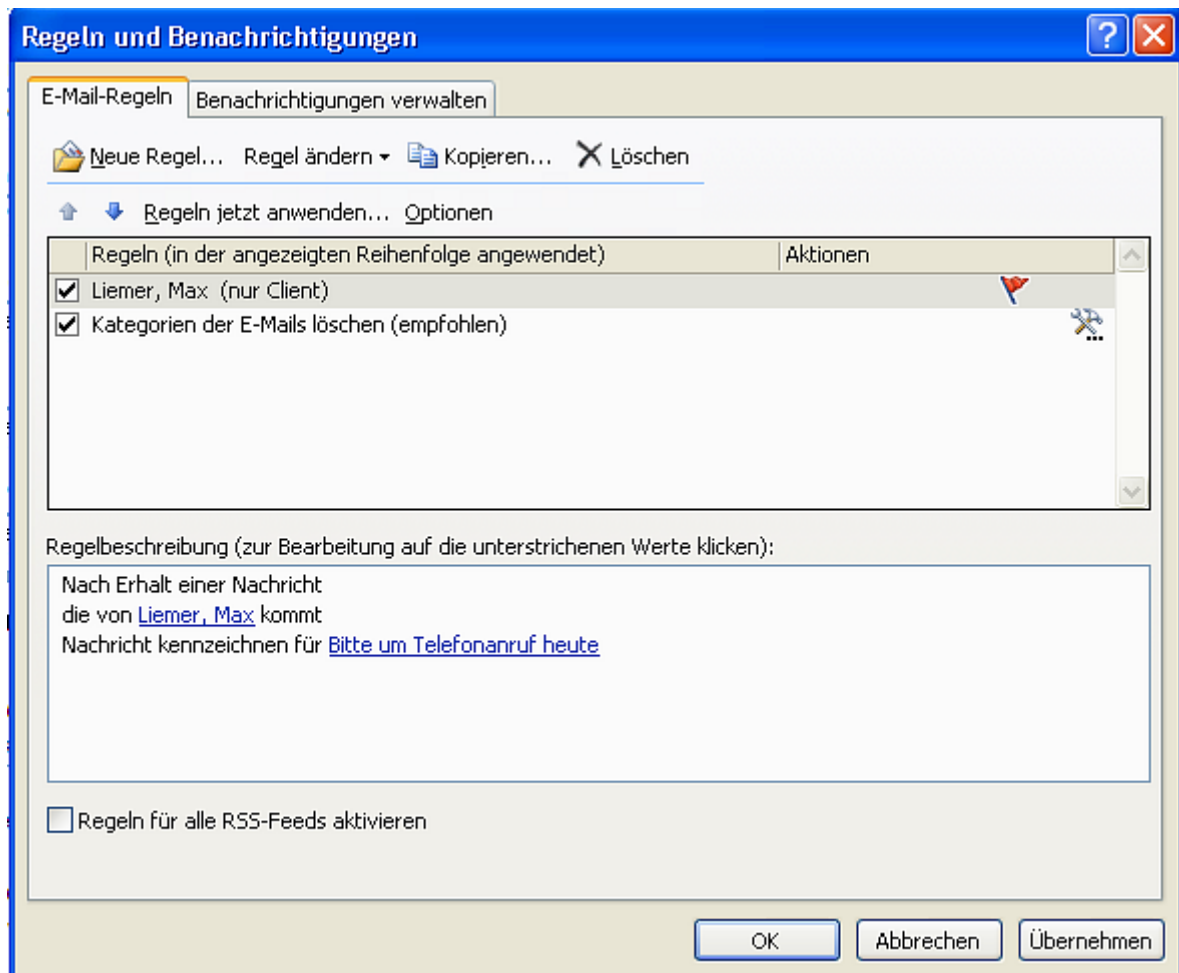 Regeln und Benachrichtigungen
E-Mail-Regeln Benachrichtigungen verwalten
Neue Regel... Regel ändern Kopieren... Löschen
Regeln jetzt anwenden... Optionen
Regeln (in der angezeigten Reihenfolge angewendet) Aktionen
Liemer, Max (nur Client)
Kategorien der E-Mails löschen (empfohlen)
Regelbeschreibung (zur Bearbeitung auf die unterstrichenen Werte klicken):
Nach Erhalt einer Nachricht
die von Liemer, Max kommt
Nachricht kennzeichnen für Bitte um Telefonanruf heute
Regeln für alle RSS-Feeds aktivieren
OK Abbrechen Übernehmen